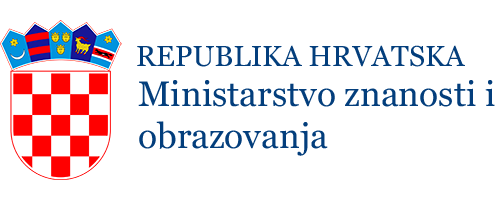 REPUBLIKA HRVATSKA
Ministarstvo znanosti i
obrazovanja